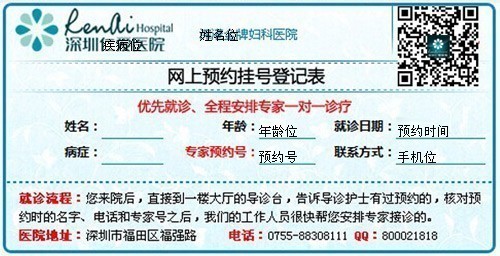 RenAi Hospital
姓名位 牌妇科医院
深圳 医院
网上预约挂号登记表
优先就诊、全程安排专家一对一诊疗
姓名: 年龄: 年龄位 就诊日期: 预约时间
病症: 专家预约号: 预约号 联系方式: 手机位
就诊流程: 您来院后, 直接到一楼大厅的导诊台, 告诉导诊护士有过预约的, 核对预
约时的名字、电话和专家号之后, 我们的工作人员很快帮您安排专家接诊的。
医院地址: 深圳市福田区福强路 电话: 0755-88308111 QQ: 800021818